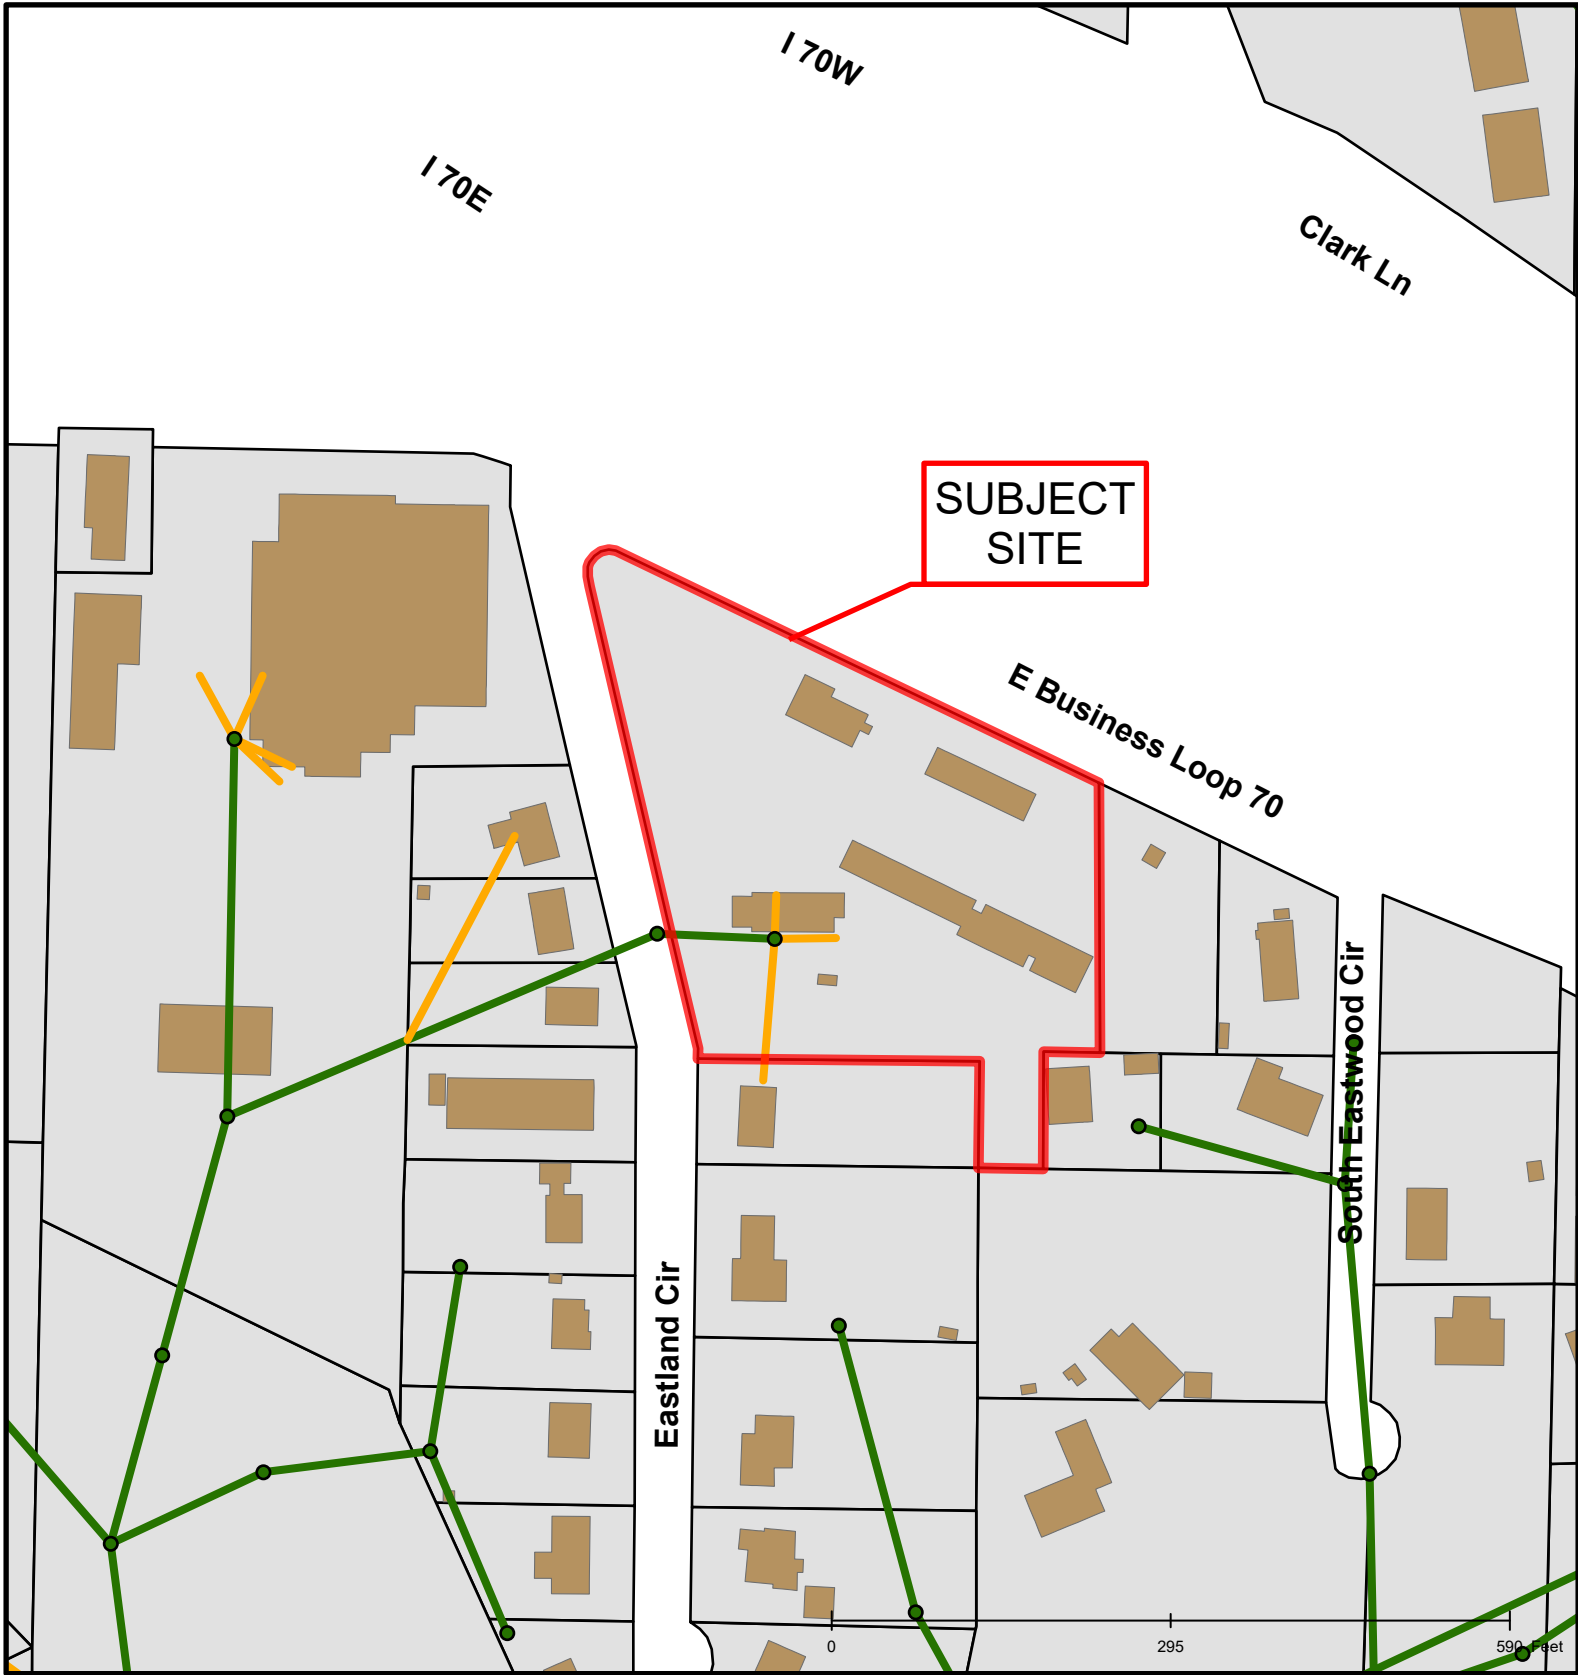 I 70W
I 70E
Clark Ln
SUBJECT
SITE
E Business Loop 70
South Eastwood Cir
Eastland Cir
0 295 590 Feet